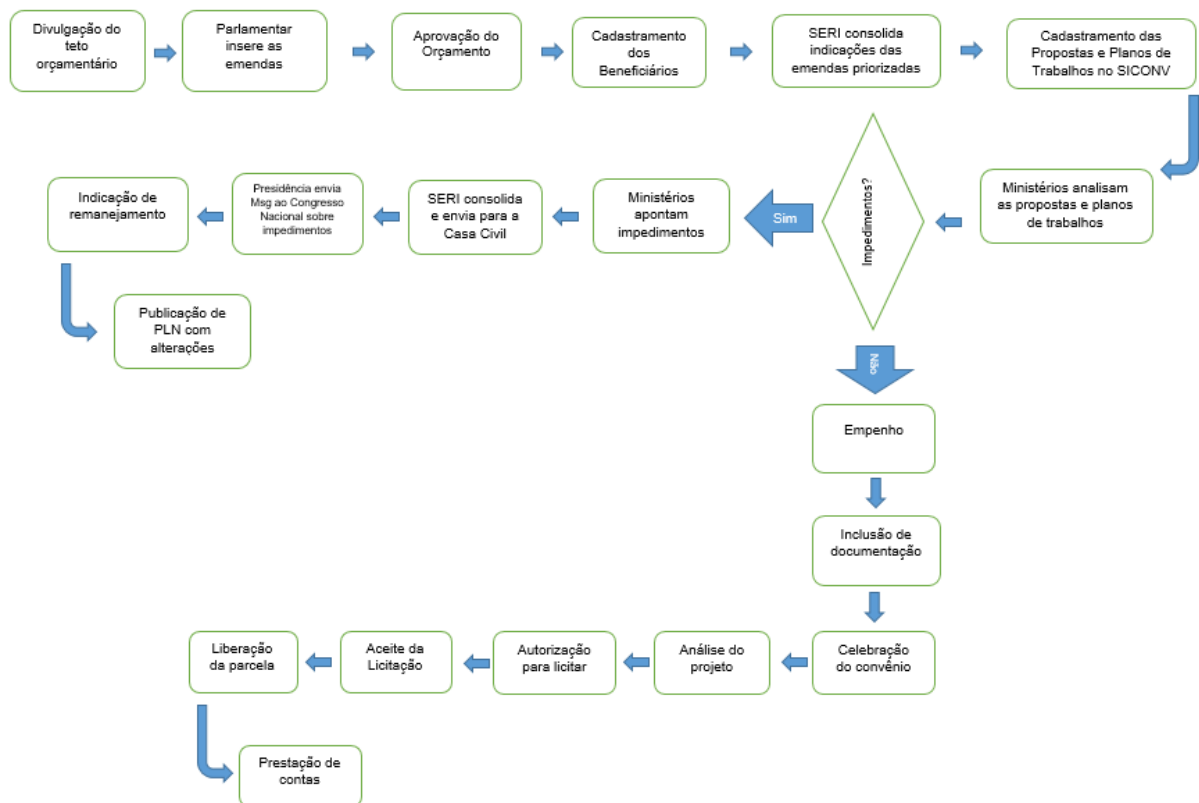 Divulgação do
teto
orçamentário
Parlamentar
insere as
emendas
Aprovação do
Orçamento
Cadastramento
dos
Beneficiários
SERI consolida
indicações das
emendas priorizadas
Cadastramento das
Propostas e Planos de
Trabalhos no SICONV
Ministérios analisam
as propostas e planos
de trabalhos
Impedimentos?
Sim
Ministérios
apontam
impedimentos
SERI consolida
e envia para a
Casa Civil
Presidência envia
Msg ao Congresso
Nacional sobre
impedimentos
Indicação de
remanejamento
Publicação de
PLN com
alterações
Não
Empenho
Inclusão de
documentação
Celebração
do convênio
Análise do
projeto
Autorização
para licitar
Aceite da
Licitação
Liberação
da parcela
Prestação de
contas